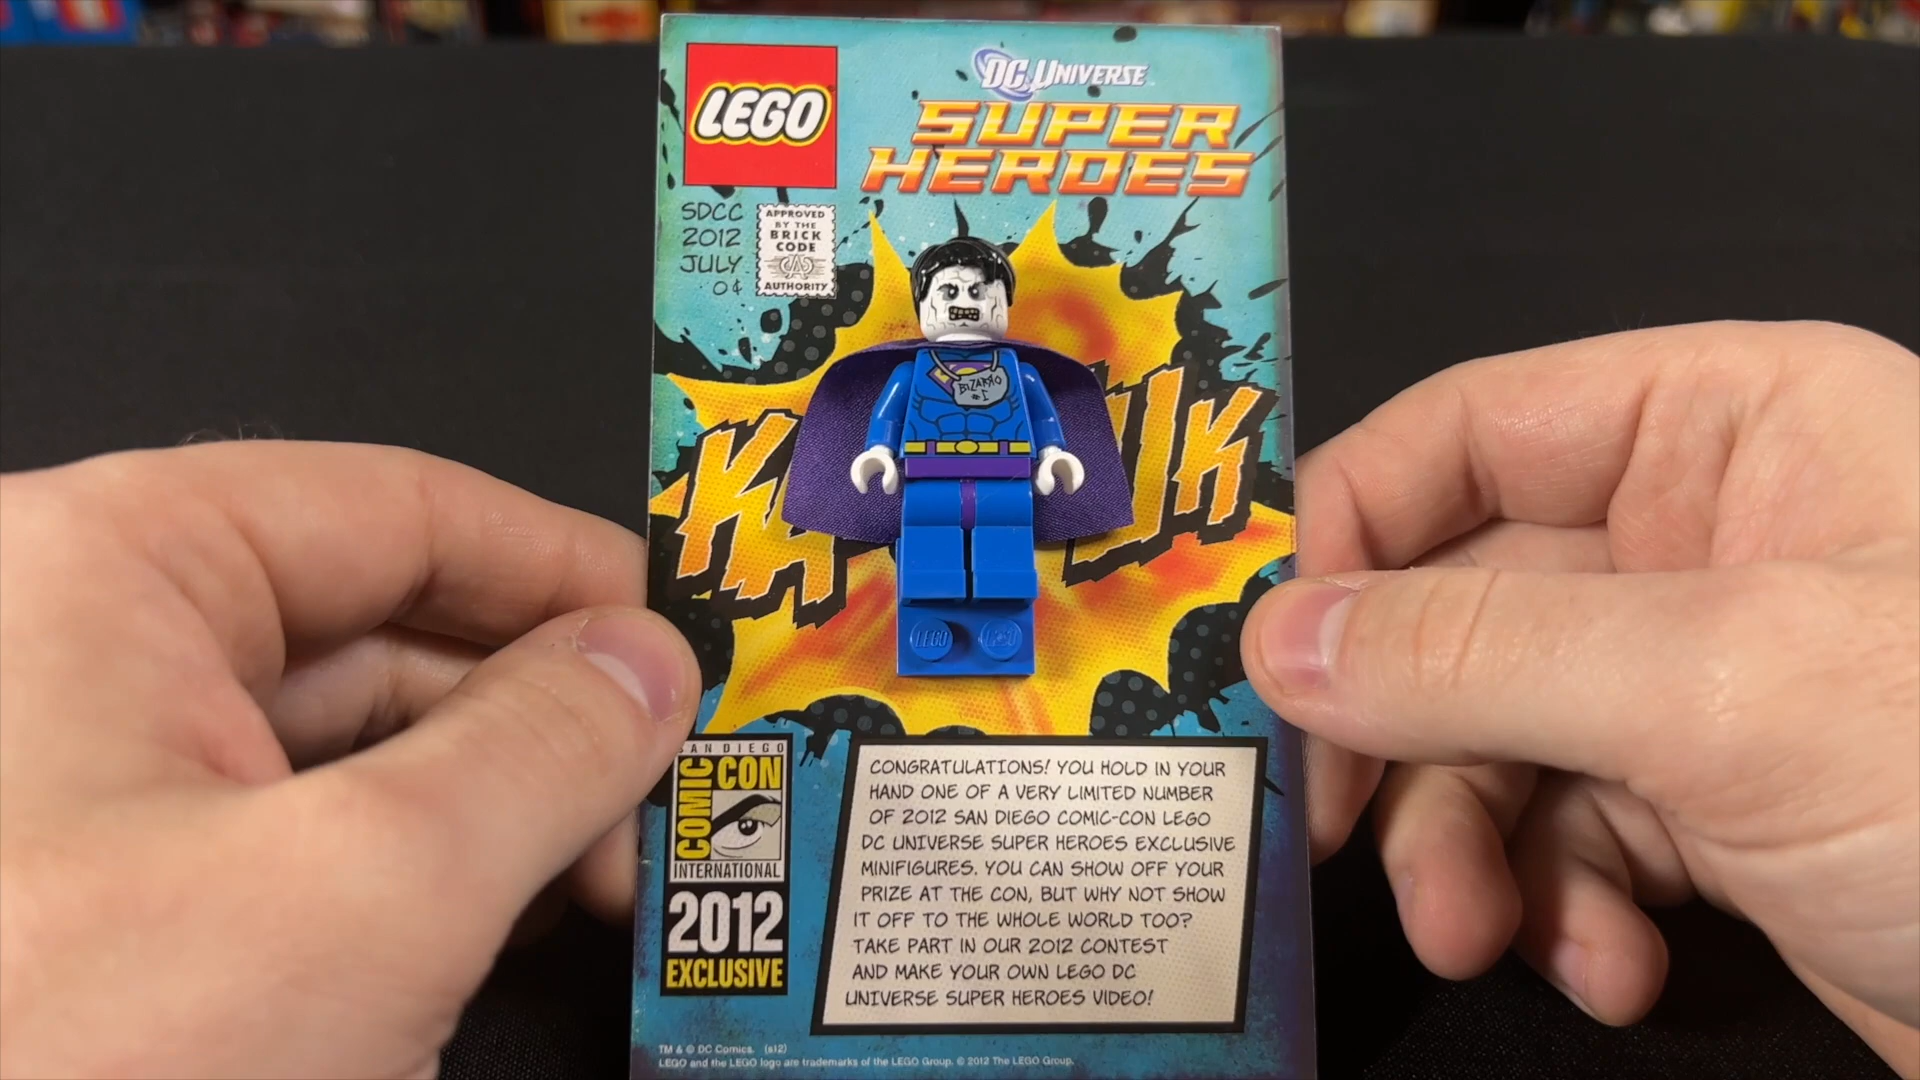 LEGO
DC UNIVERSE
SUPER
HEROES
SDCC
2012
JULY
0¢
APPROVED
BY THE
BRICK
CODE
AUTHORITY
BIZARRO
#1
LEGO
SAN DIEGO
COMIC CON
INTERNATIONAL
2012
EXCLUSIVE
CONGRATULATIONS! YOU HOLD IN YOUR
HAND ONE OF A VERY LIMITED NUMBER
OF 2012 SAN DIEGO COMIC-CON LEGO
DC UNIVERSE SUPER HEROES EXCLUSIVE
MINIFIGURES. YOU CAN SHOW OFF YOUR
PRIZE AT THE CON, BUT WHY NOT SHOW
IT OFF TO THE WHOLE WORLD TOO?
TAKE PART IN OUR 2012 CONTEST
AND MAKE YOUR OWN LEGO DC
UNIVERSE SUPER HEROES VIDEO!
TM & © DC Comics. (s12)
LEGO and the LEGO logo are trademarks of the LEGO Group. © 2012 The LEGO Group.